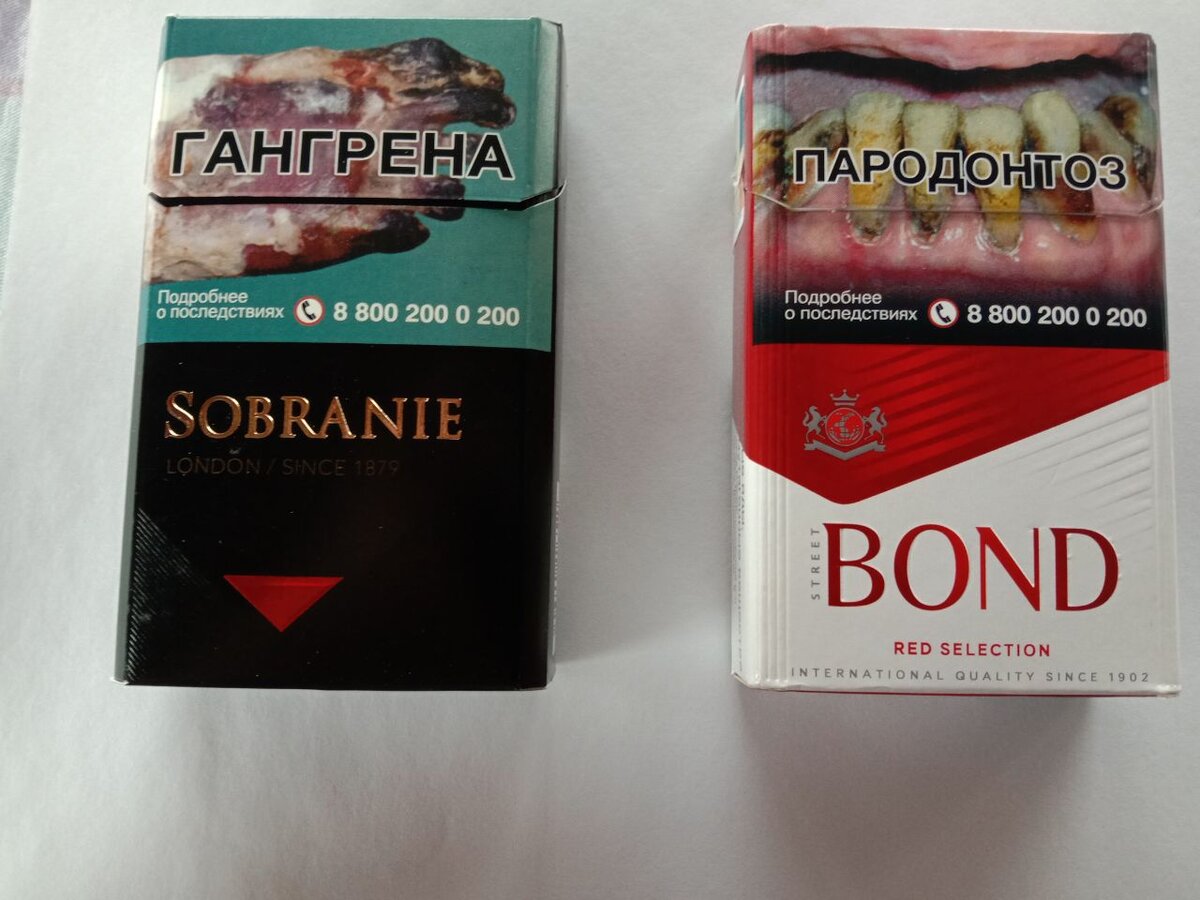 ГАНГРЕНА
Подробнее
о последствиях
8 800 200 0 200
SOBRANIE
LONDON / SINCE 1879
ПАРОДОНТОЗ
Подробнее
о последствиях
8 800 200 0 200
STREET
BOND
RED SELECTION
INTERNATIONAL QUALITY SINCE 1902